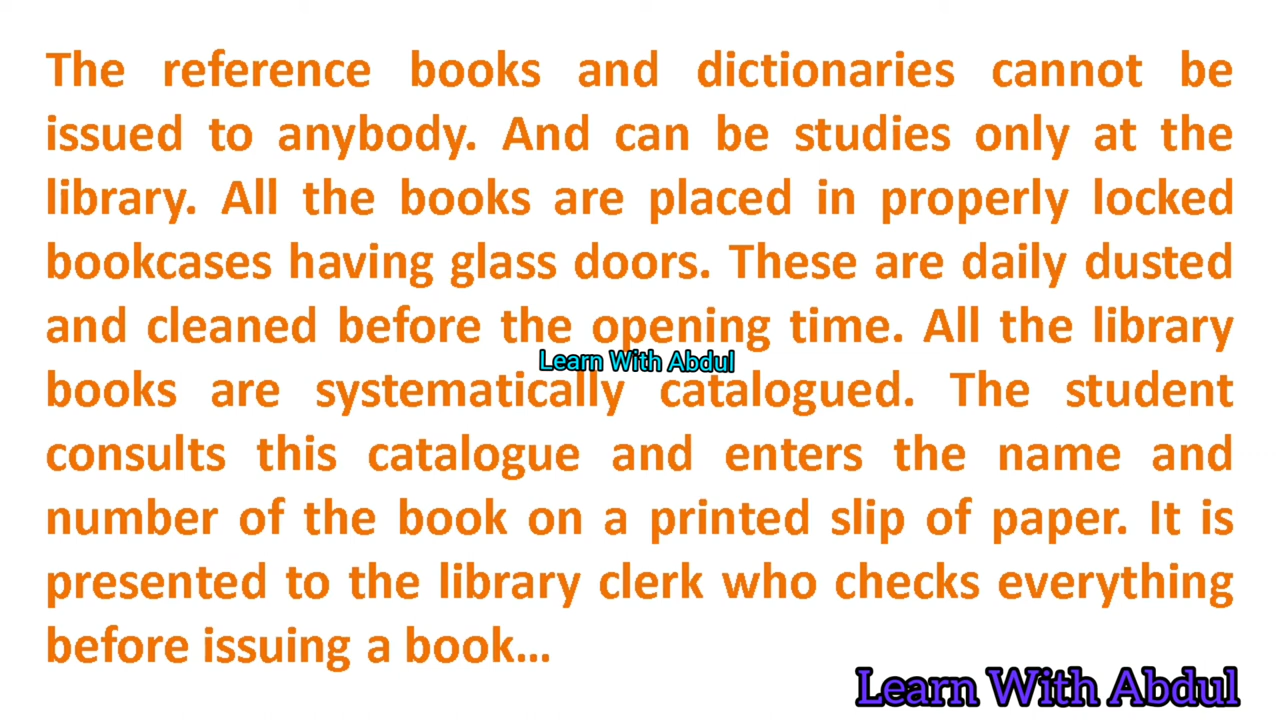 The reference books and dictionaries cannot be
issued to anybody. And can be studies only at the
library. All the books are placed in properly locked
bookcases having glass doors. These are daily dusted
and cleaned before the opening time. All the library
Learn With Abdul
books are systematically catalogued. The student
consults this catalogue and enters the name and
number of the book on a printed slip of paper. It is
presented to the library clerk who checks everything
before issuing a book...
Learn With Abdul